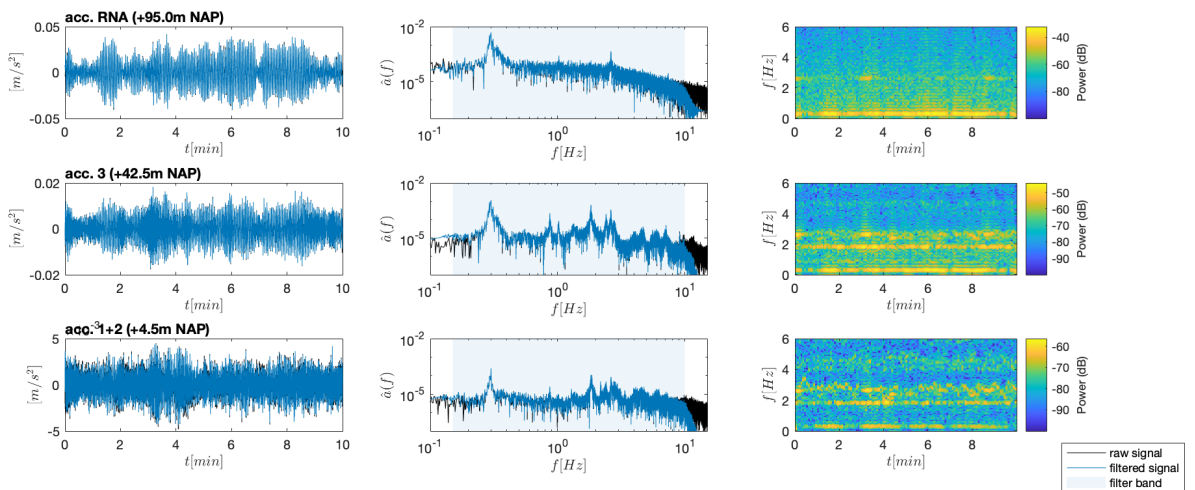 acc. RNA (+95.0m NAP)
0.05
0
-0.05
[m/s²]
0 2 4 6 8 10
t[min]
10⁻²
10⁻⁵
â(f)
10⁻¹ 10⁰ 10¹
f[Hz]
6
4
2
0
f[Hz]
0 2 4 6 8
t[min]
-40
-60
-80
Power (dB)
acc. 3 (+42.5m NAP)
0.02
0
-0.02
[m/s²]
0 2 4 6 8 10
t[min]
10⁻²
10⁻⁵
â(f)
10⁻¹ 10⁰ 10¹
f[Hz]
6
4
2
0
f[Hz]
0 2 4 6 8
t[min]
-50
-60
-70
-80
-90
Power (dB)
acc. 1+2 (+4.5m NAP)
5
0
-5
[m/s²]
0 2 4 6 8 10
t[min]
10⁻²
10⁻⁵
â(f)
10⁻¹ 10⁰ 10¹
f[Hz]
6
4
2
0
f[Hz]
0 2 4 6 8
t[min]
-60
-70
-80
-90
Power (dB)
raw signal
filtered signal
filter band